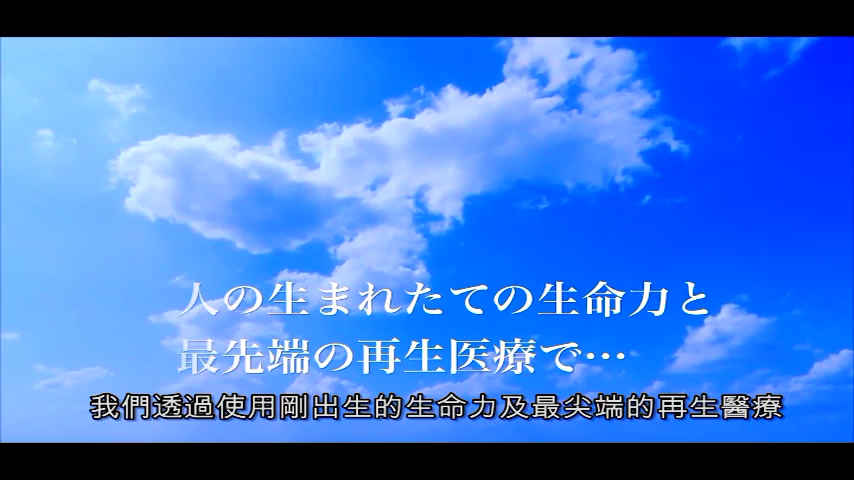 人の生まれたての生命力と
最先端の再生医療で…
我們透過使用剛出生的生命力及最尖端的再生醫療